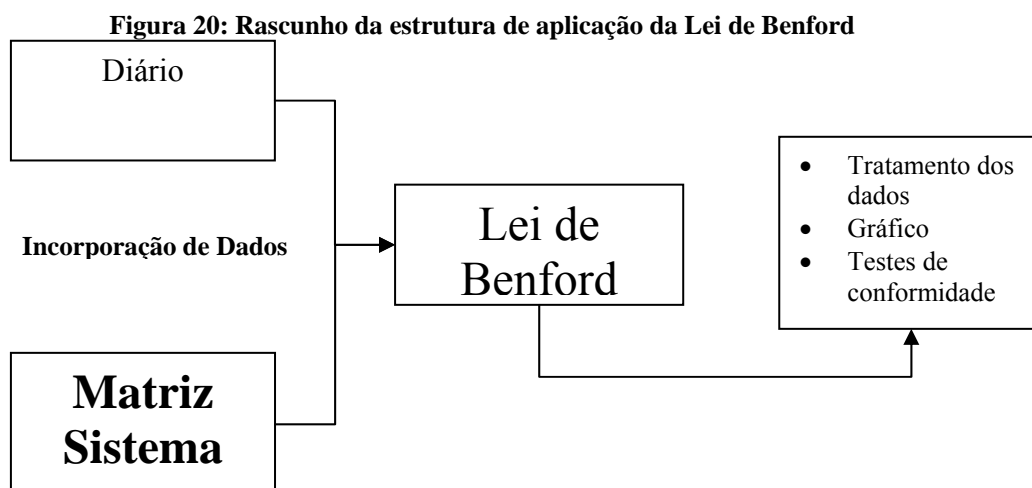 Figura 20: Rascunho da estrutura de aplicação da Lei de Benford
Diário
Incorporação de Dados
Matriz
Sistema
Lei de
Benford
• Tratamento dos
dados
• Gráfico
• Testes de
conformidade